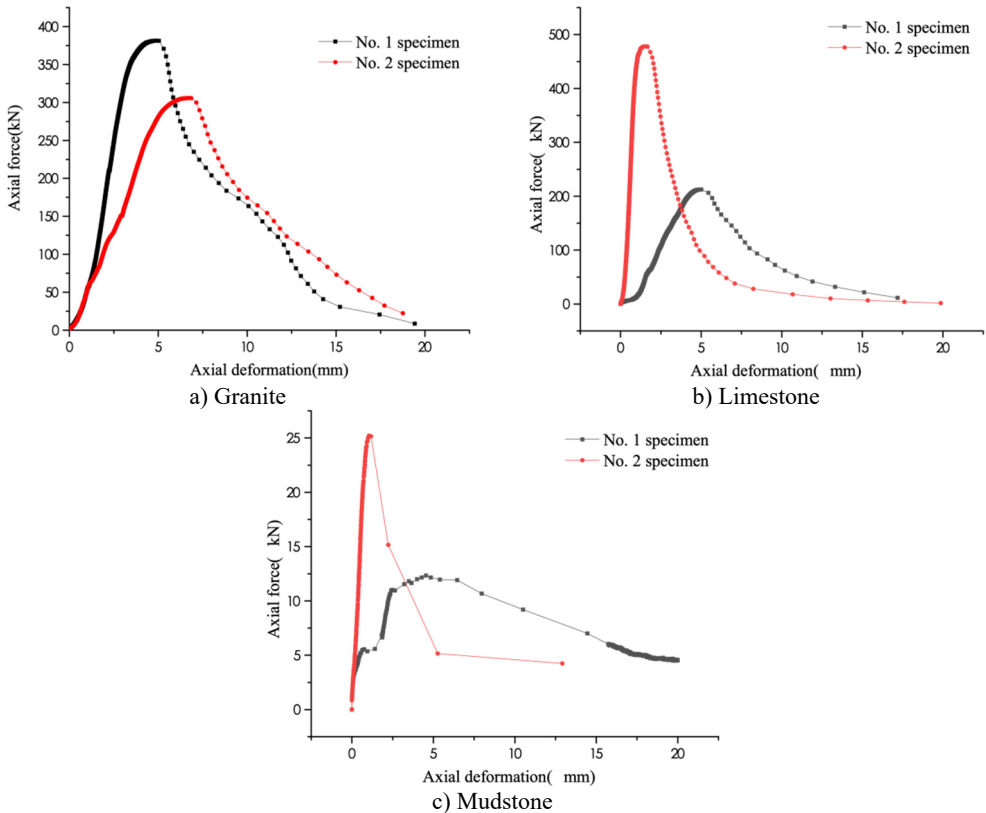 400
350
300
250
200
150
100
50
0
Axial force(kN)
No. 1 specimen
No. 2 specimen
0 5 10 15 20
Axial deformation(mm)
a) Granite
500
400
300
200
100
0
Axial force( kN)
No. 1 specimen
No. 2 specimen
0 5 10 15 20
Axial deformation( mm)
b) Limestone
25
20
15
10
5
0
Axial force( kN)
No. 1 specimen
No. 2 specimen
0 5 10 15 20
Axial deformation( mm)
c) Mudstone